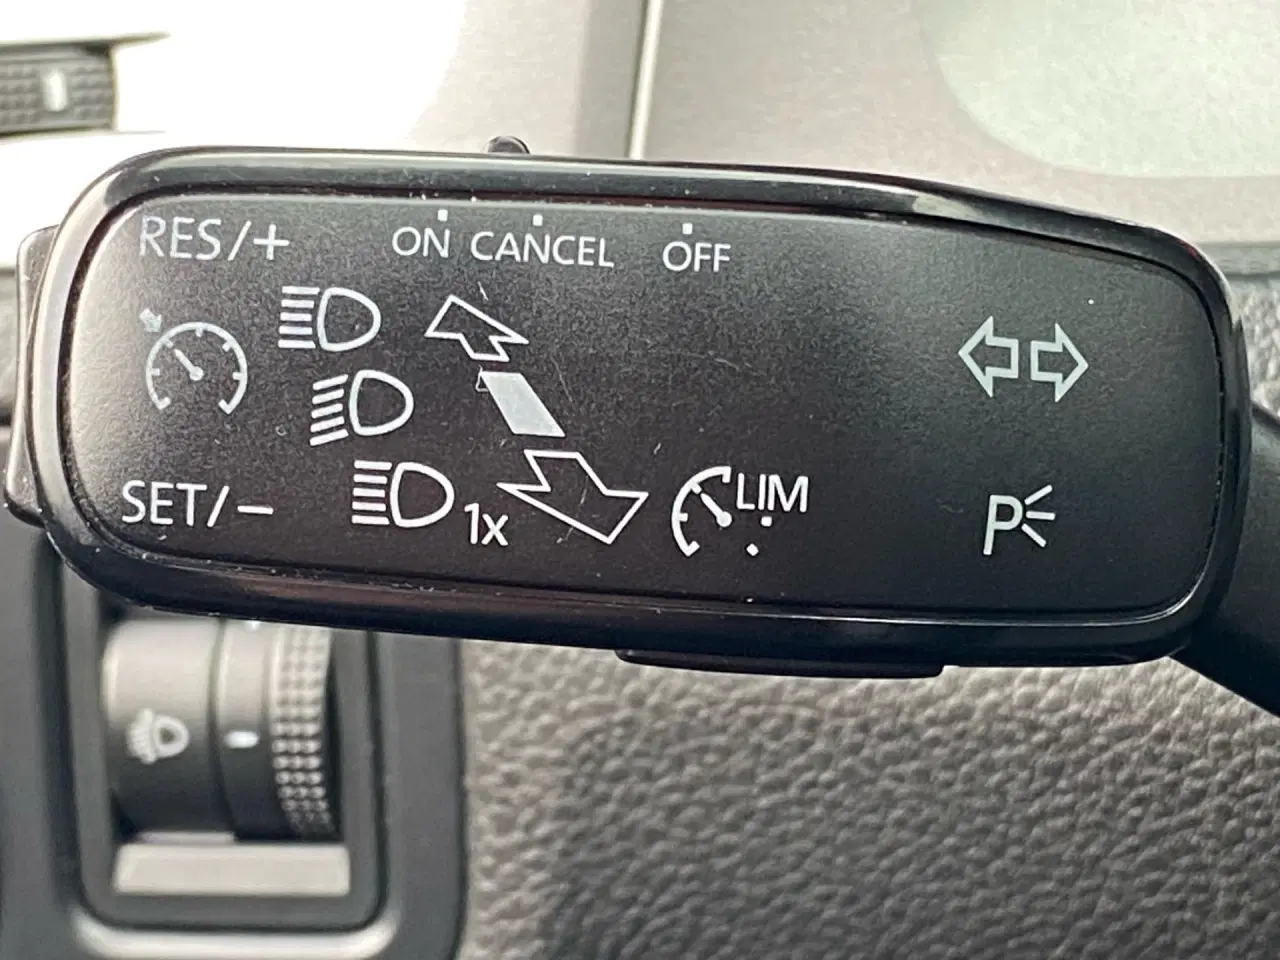 RES/+ ON CANCEL OFF
SET/- 1x LIM P